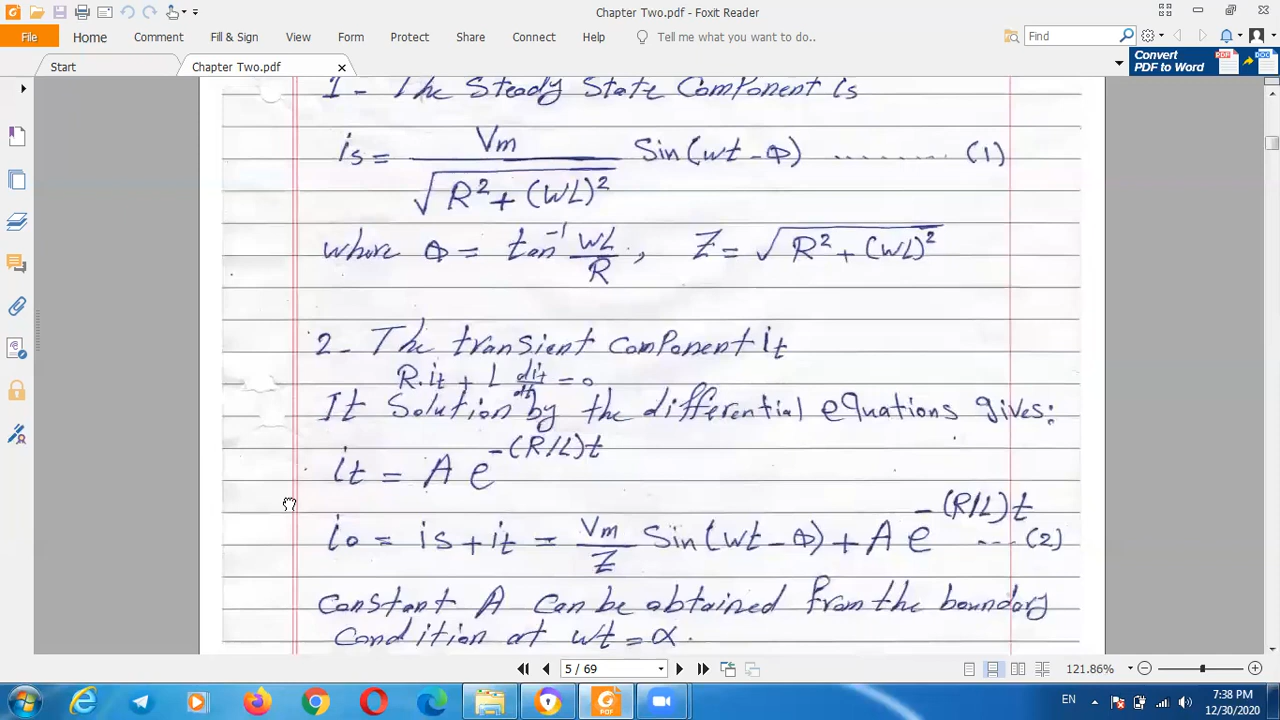 Chapter Two.pdf - Foxit Reader
File Home Comment Fill & Sign View Form Protect Share Connect Help Tell me what you want to do... Find
Start Chapter Two.pdf
Convert
PDF to Word
1 - The Steady State Component is
is = Vm / √R² + (WL)² Sin(wt - Φ) ......... (1)
where Φ = tan⁻¹ WL/R , Z = √R² + (WL)²
2 - The transient component it
R.it + L dit/dt = 0
It Solution by the differential equations gives:
it = A e^-(R/L)t
io = is + it = Vm/Z Sin(wt - Φ) + A e^-(R/L)t --- (2)
Constant A can be obtained from the boundary
condition at wt = α.
5 / 69
121.86%
EN
7:38 PM
12/30/2020